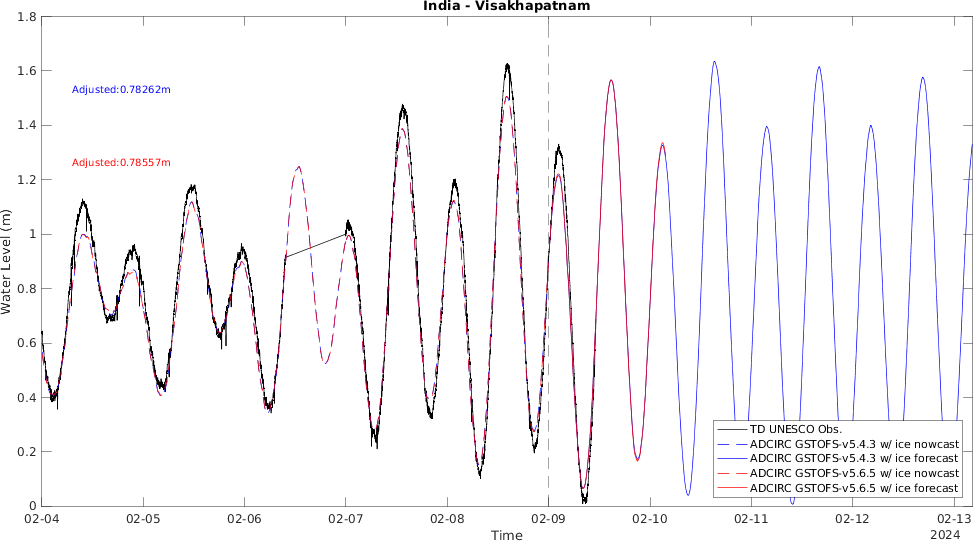 India - Visakhapatnam
1.8
1.6
1.4
1.2
1
0.8
0.6
0.4
0.2
0
Water Level (m)
Adjusted:0.78262m
Adjusted:0.78557m
TD UNESCO Obs.
ADCIRC GSTOFS-v5.4.3 w/ ice nowcast
ADCIRC GSTOFS-v5.4.3 w/ ice forecast
ADCIRC GSTOFS-v5.6.5 w/ ice nowcast
ADCIRC GSTOFS-v5.6.5 w/ ice forecast
02-04 02-05 02-06 02-07 02-08 02-09 02-10 02-11 02-12 02-13
Time
2024